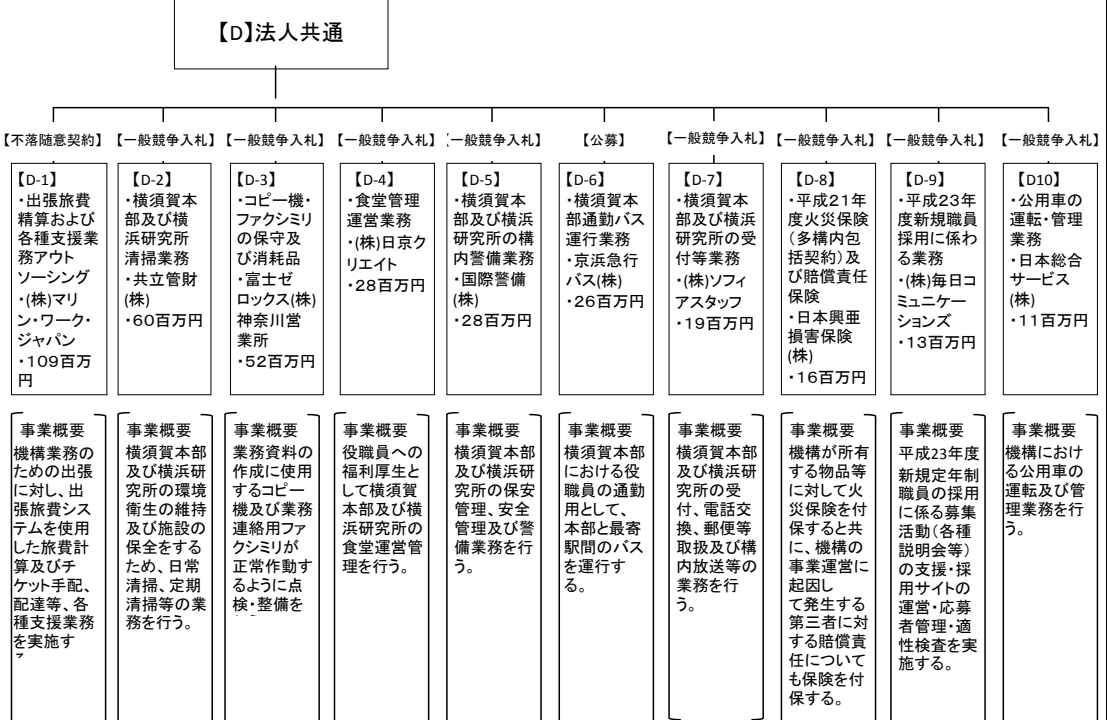 【D】法人共通
【不落随意契約】
【一般競争入札】
【一般競争入札】
【一般競争入札】
【一般競争入札】
【公募】
【一般競争入札】
【一般競争入札】
【一般競争入札】
【一般競争入札】
【D-1】
・出張旅費
精算および
各種支援業
務アウト
ソーシング
・(株)マリ
ン・ワーク・
ジャパン
・109百万
円
【D-2】
・横須賀本
部及び横
浜研究所
清掃業務
・共立管財
(株)
・60百万円
【D-3】
・コピー機・
ファクシミリ
の保守及
び消耗品
・富士ゼ
ロックス(株)
神奈川営
業所
・52百万円
【D-4】
・食堂管理
運営業務
・(株)日京ク
リエイト
・28百万円
【D-5】
・横須賀本
部及び横浜
研究所の構
内警備業務
・国際警備
(株)
・28百万円
【D-6】
・横須賀本
部通勤バス
運行業務
・京浜急行
バス(株)
・26百万円
【D-7】
・横須賀本
部及び横浜
研究所の受
付等業務
・(株)ソフィ
アスタッフ
・19百万円
【D-8】
・平成21年
度火災保険
(多構内包
括契約)及
び賠償責任
保険
・日本興亜
損害保険
(株)
・16百万円
【D-9】
・平成23年
度新規職員
採用に係わ
る業務
・(株)毎日コ
ミュニケー
ションズ
・13百万円
【D10】
・公用車の
運転・管理
業務
・日本総合
サービス
(株)
・11百万円
事業概要
機構業務の
ための出張
に対し、出
張旅費シス
テムを使用
した旅費計
算及びチ
ケット手配、
配達等、各
種支援業務
を実施す
事業概要
横須賀本部
及び横浜研
究所の環境
衛生の維持
及び施設の
保全をする
ため、日常
清掃、定期
清掃等の業
務を行う。
事業概要
業務資料の
作成に使用
するコピー
機及び業務
連絡用ファ
クシミリが
正常作動す
るように点
検・整備を
事業概要
役職員への
福利厚生と
して横須賀
本部及び横
浜研究所の
食堂運営管
理を行う。
事業概要
横須賀本部
及び横浜研
究所の保安
管理、安全
管理及び警
備業務を行
う。
事業概要
横須賀本部
における役
職員の通勤
用として、
本部と最寄
駅間のバス
を運行す
る。
事業概要
横須賀本部
及び横浜研
究所の受
付、電話交
換、郵便等
取扱及び構
内放送等の
業務を行
う。
事業概要
機構が所有
する物品等
に対して火
災保険を付
保すると共
に、機構の
事業運営に
起因し
て発生する
第三者に対
する賠償責
任について
も保険を付
保する。
事業概要
平成23年度
新規定年制
職員の採用
に係る募集
活動(各種
説明会等)
の支援・採
用サイトの
運営・応募
者管理・適
性検査を実
施する。
事業概要
機構におけ
る公用車の
運転及び管
理業務を行
う。